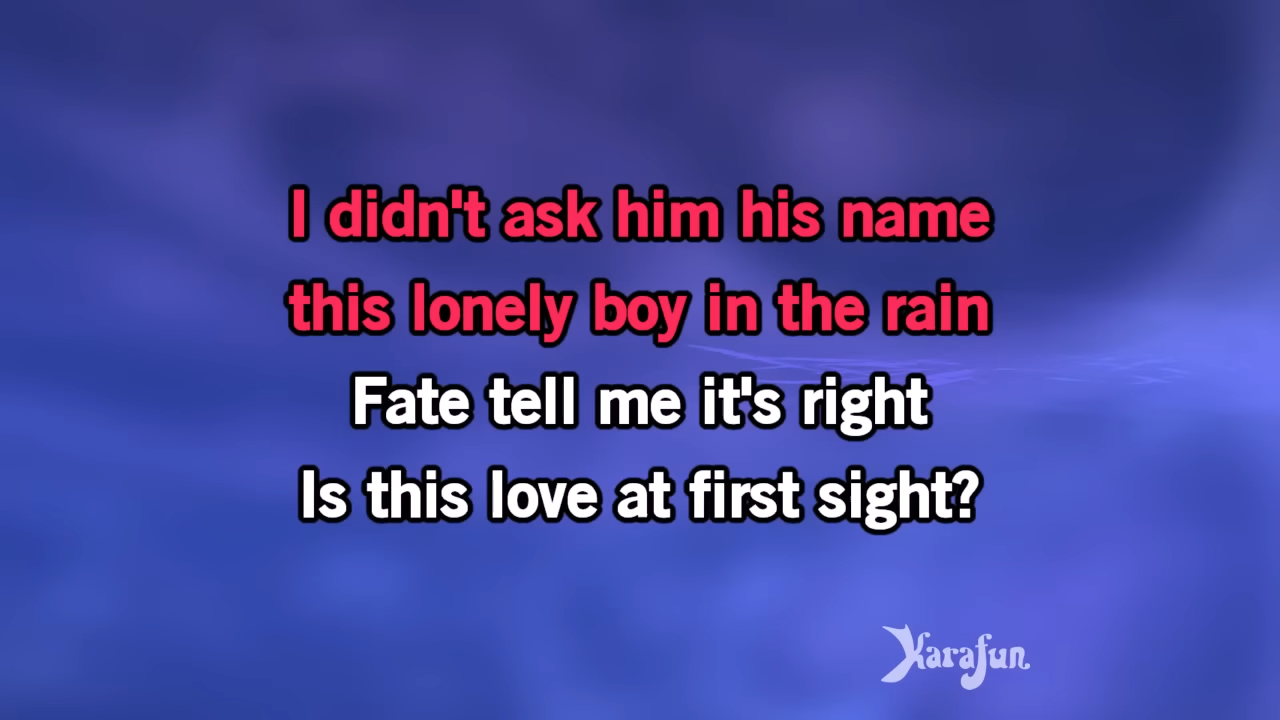 I didn't ask him his name
this lonely boy in the rain
Fate tell me it's right
Is this love at first sight?
Karafun